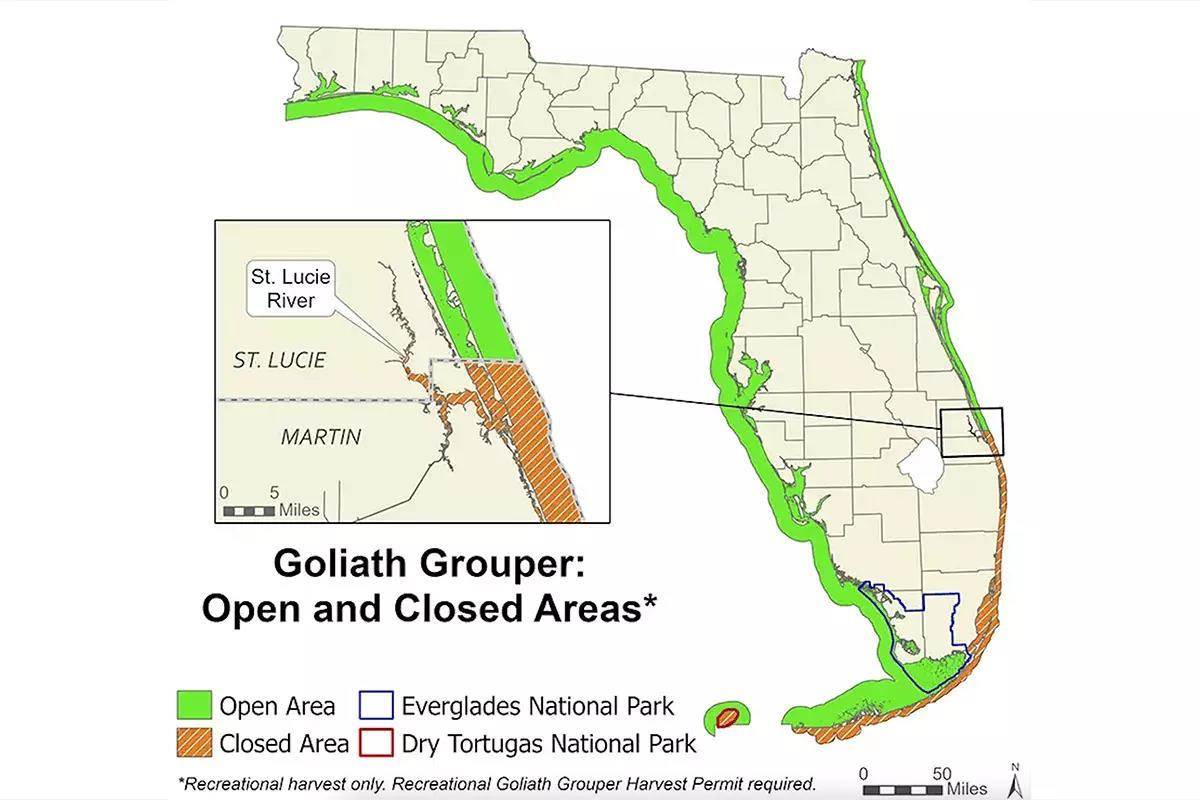 St. Lucie
River
ST. LUCIE
MARTIN
0 5
Miles
Goliath Grouper:
Open and Closed Areas*
Open Area
Everglades National Park
Closed Area
Dry Tortugas National Park
*Recreational harvest only. Recreational Goliath Grouper Harvest Permit required.
0 50
Miles
N